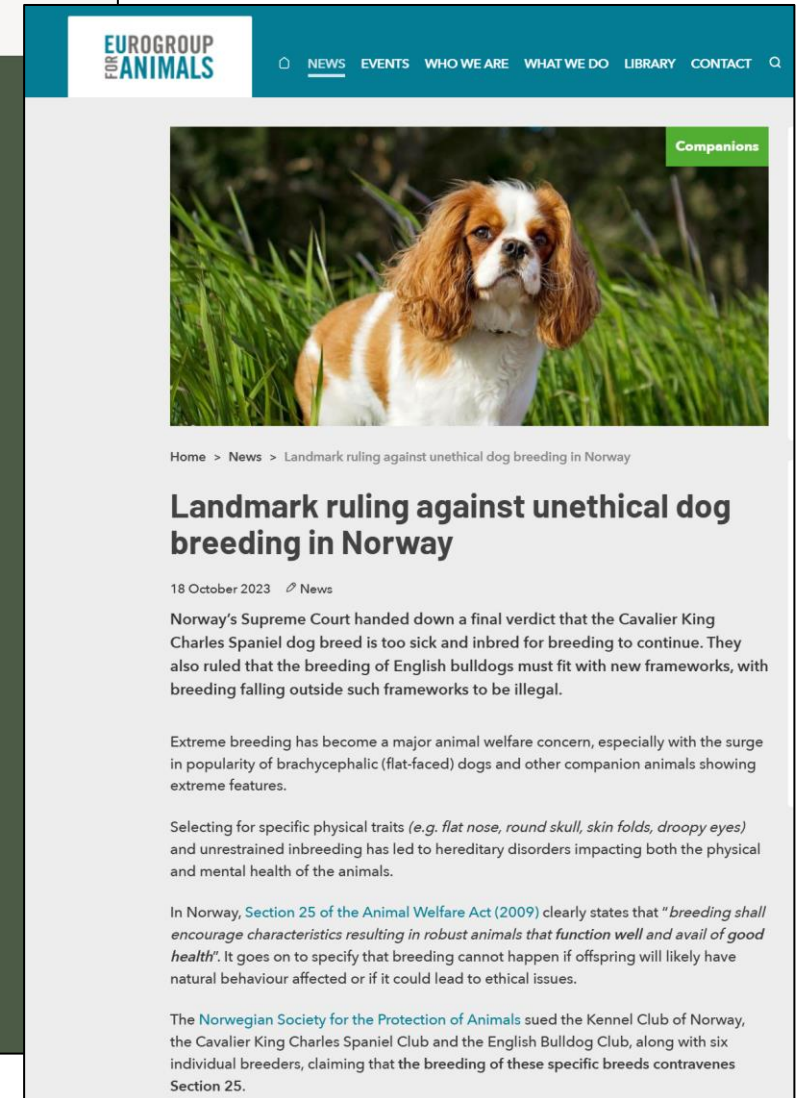 EUROGROUP
FOR ANIMALS
NEWS EVENTS WHO WE ARE WHAT WE DO LIBRARY CONTACT
Companions
Home > News > Landmark ruling against unethical dog breeding in Norway
Landmark ruling against unethical dog
breeding in Norway
18 October 2023 News
Norway's Supreme Court handed down a final verdict that the Cavalier King
Charles Spaniel dog breed is too sick and inbred for breeding to continue. They
also ruled that the breeding of English bulldogs must fit with new frameworks, with
breeding falling outside such frameworks to be illegal.
Extreme breeding has become a major animal welfare concern, especially with the surge
in popularity of brachycephalic (flat-faced) dogs and other companion animals showing
extreme features.
Selecting for specific physical traits (e.g. flat nose, round skull, skin folds, droopy eyes)
and unrestrained inbreeding has led to hereditary disorders impacting both the physical
and mental health of the animals.
In Norway, Section 25 of the Animal Welfare Act (2009) clearly states that "breeding shall
encourage characteristics resulting in robust animals that function well and avail of good
health". It goes on to specify that breeding cannot happen if offspring will likely have
natural behaviour affected or if it could lead to ethical issues.
The Norwegian Society for the Protection of Animals sued the Kennel Club of Norway,
the Cavalier King Charles Spaniel Club and the English Bulldog Club, along with six
individual breeders, claiming that the breeding of these specific breeds contravenes
Section 25.